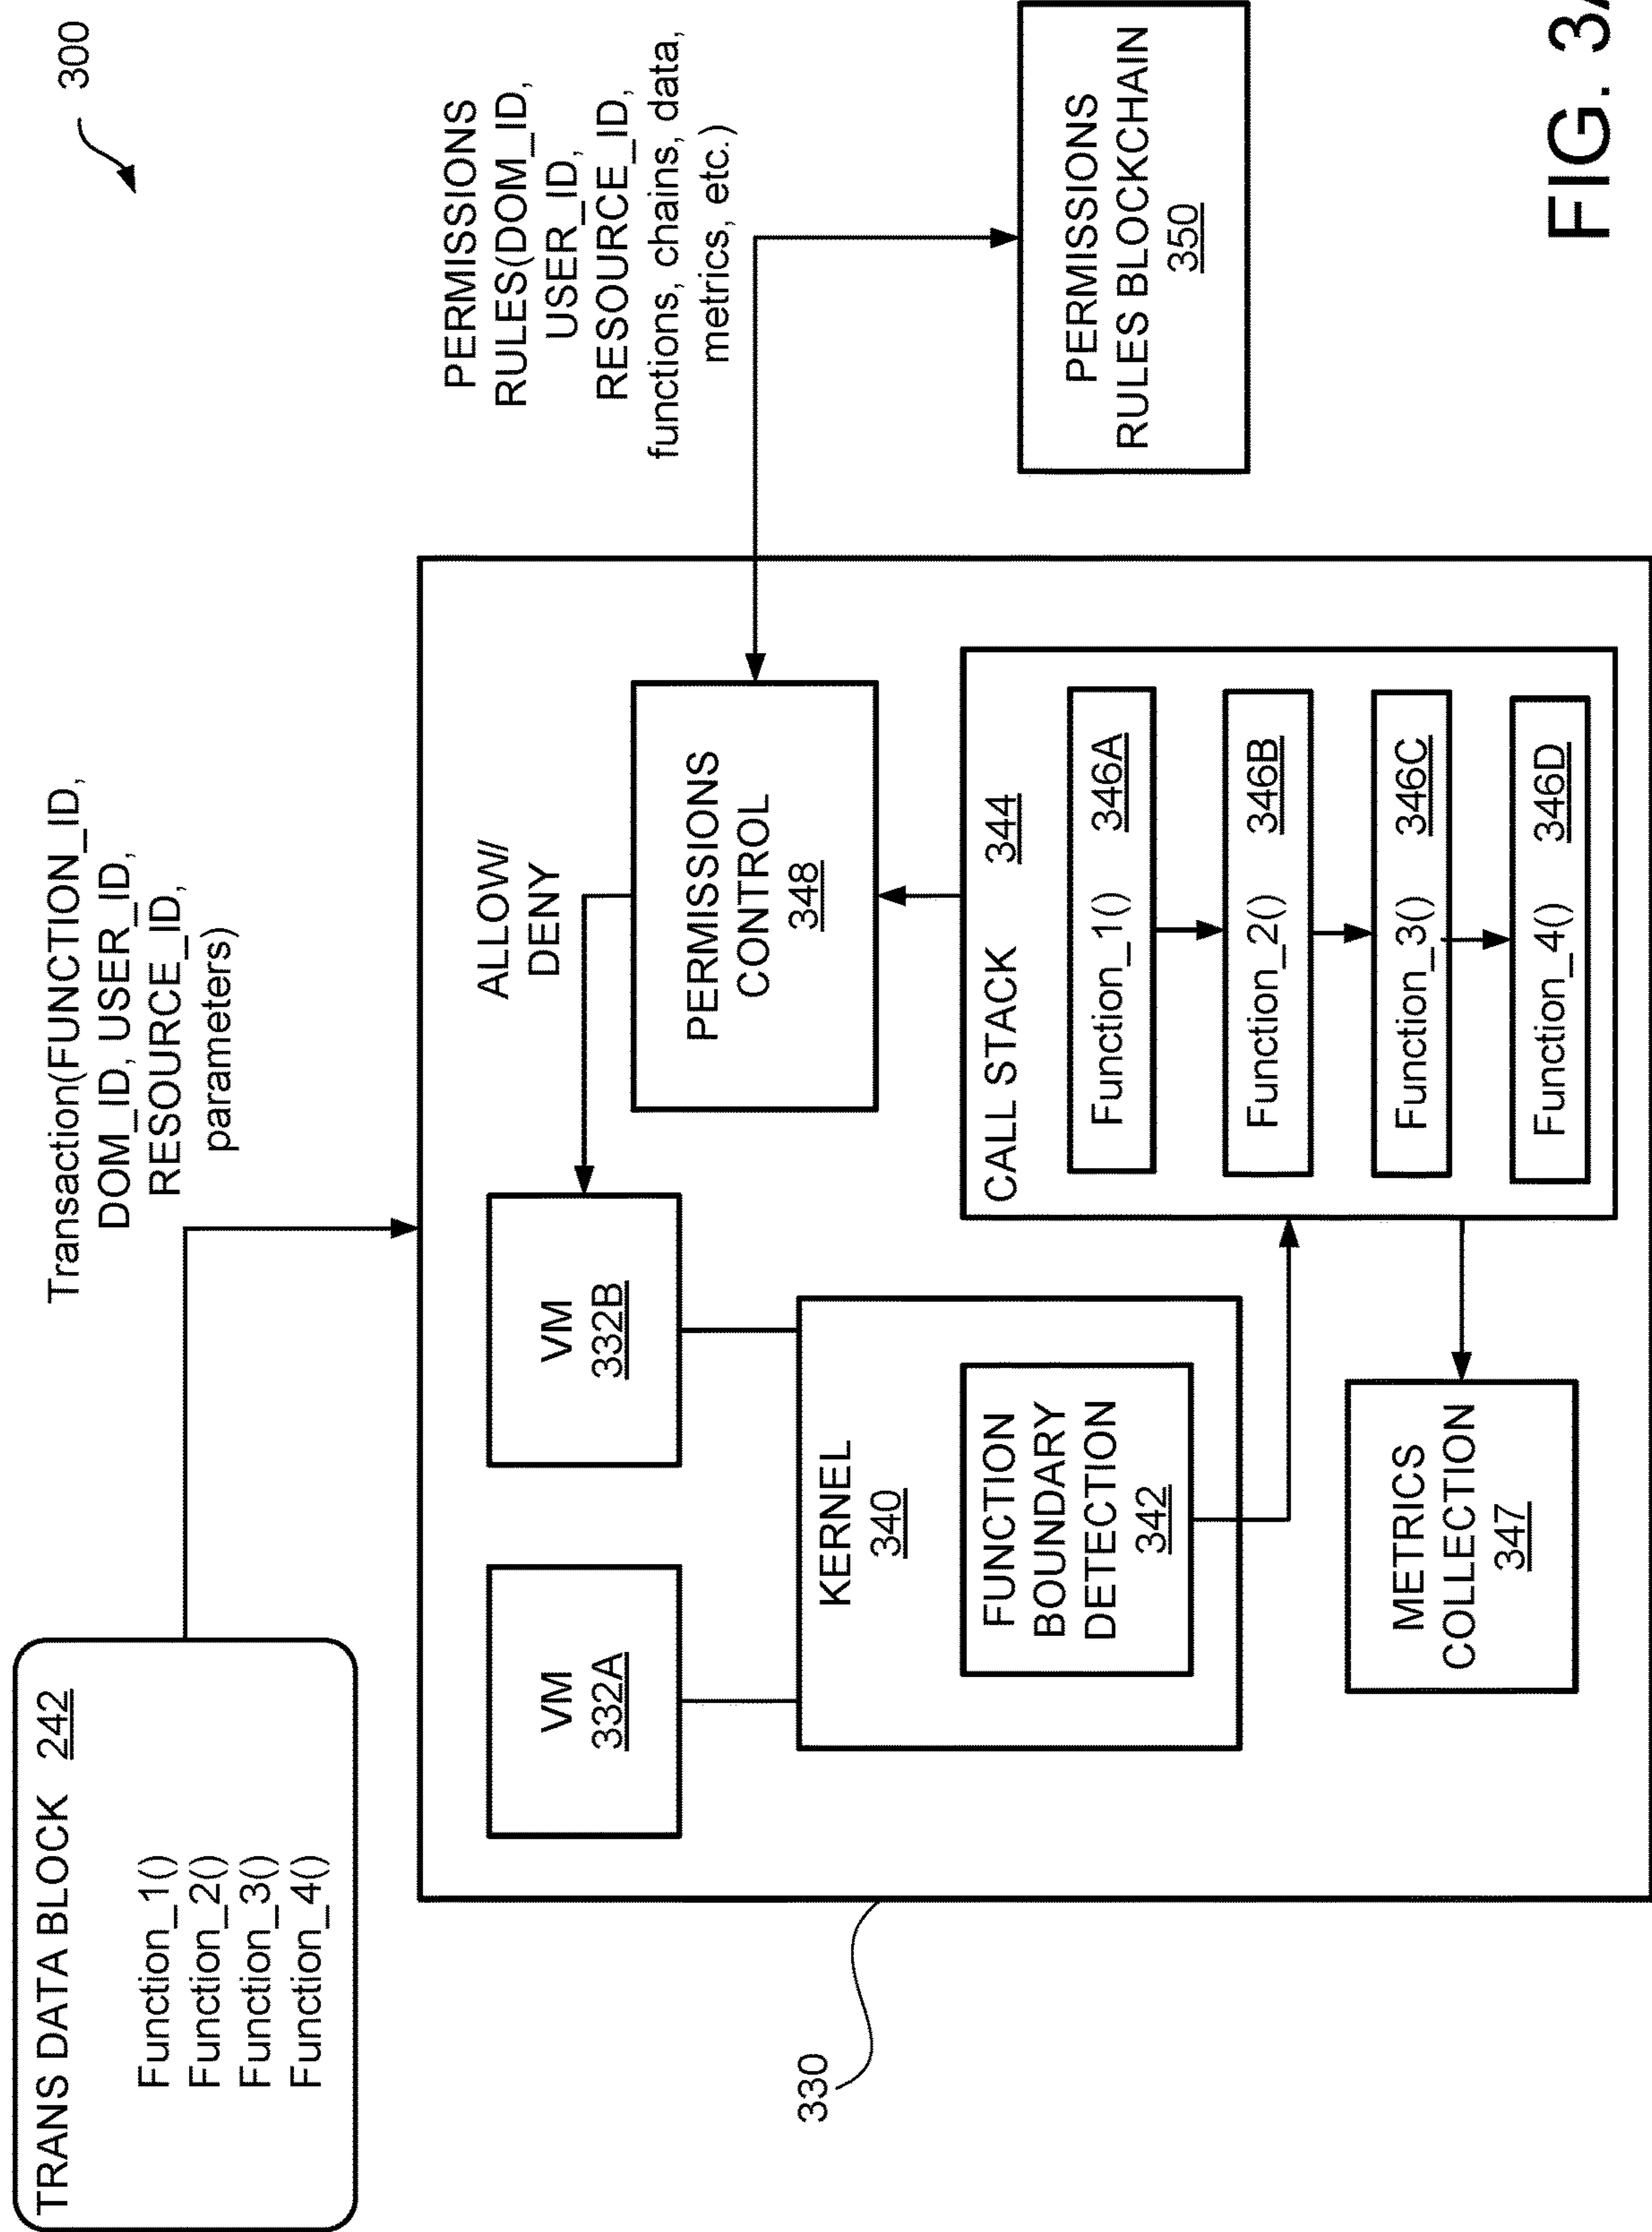 300
TRANS DATA BLOCK 242
Function_1()
Function_2()
Function_3()
Function_4()
Transaction(FUNCTION_ID,
DOM_ID, USER_ID,
RESOURCE_ID,
parameters)
PERMISSIONS
RULES(DOM_ID,
USER_ID,
RESOURCE_ID,
functions, chains, data,
metrics, etc.)
330
VM
332A
VM
332B
ALLOW/
DENY
PERMISSIONS
CONTROL
348
PERMISSIONS
RULES BLOCKCHAIN
350
KERNEL
340
FUNCTION
BOUNDARY
DETECTION
342
CALL STACK 344
Function_1() 346A
Function_2() 346B
Function_3() 346C
Function_4() 346D
METRICS
COLLECTION
347
FIG. 3A